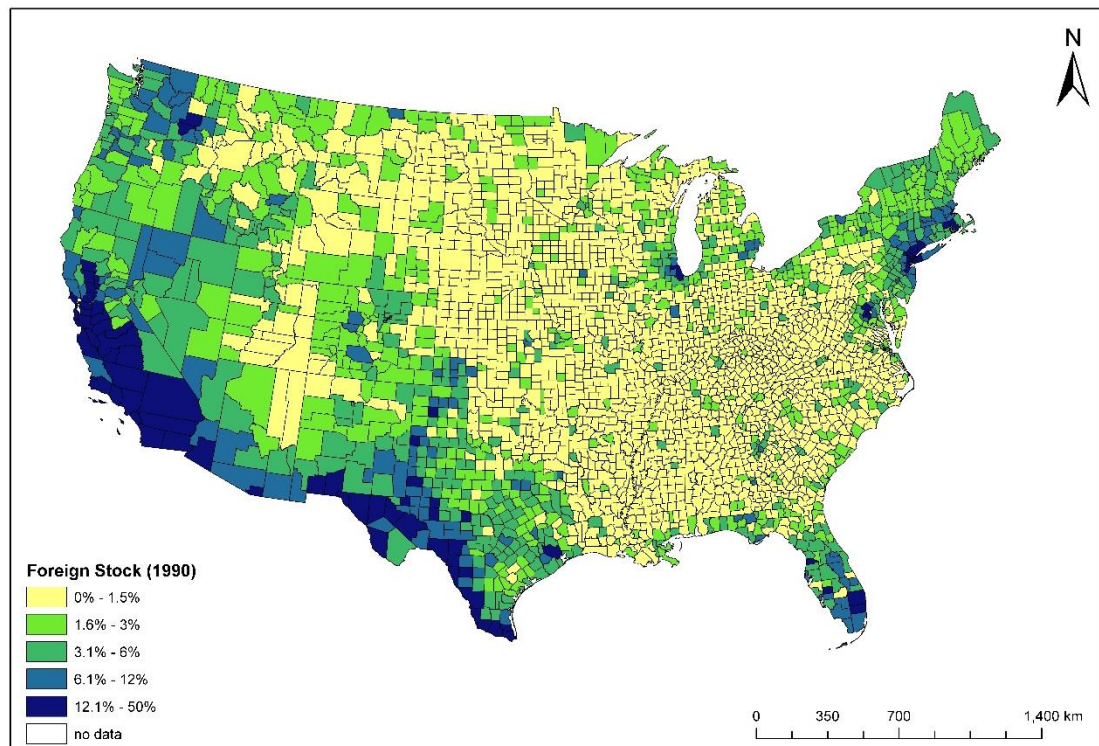 N
Foreign Stock (1990)
0% - 1.5%
1.6% - 3%
3.1% - 6%
6.1% - 12%
12.1% - 50%
no data
0 350 700 1,400 km